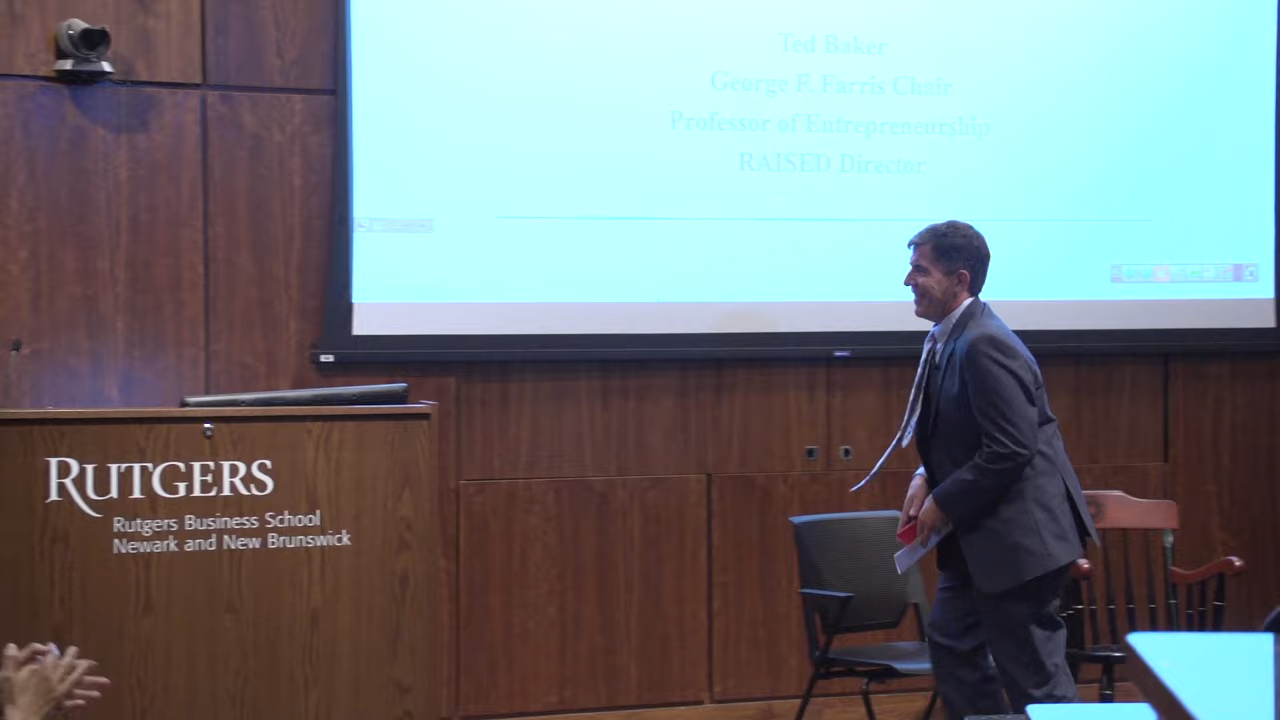 Ted Baker
George F. Farris Chair
Professor of Entrepreneurship
RAISED Director
RUTGERS
Rutgers Business School
Newark and New Brunswick